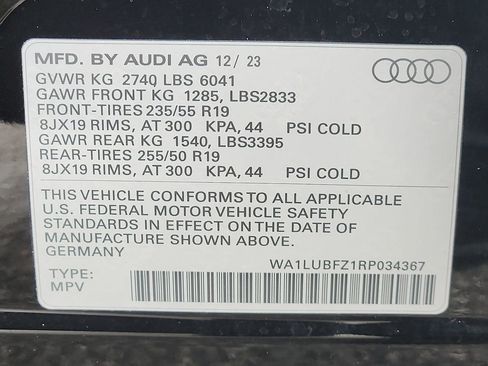 MFD. BY AUDI AG 12/ 23
GVWR KG 2740 LBS 6041
GAWR FRONT KG 1285, LBS2833
FRONT-TIRES 235/55 R19
8JX19 RIMS, AT 300 KPA, 44 PSI COLD
GAWR REAR KG 1540, LBS3395
REAR-TIRES 255/50 R19
8JX19 RIMS, AT 300 KPA, 44 PSI COLD
THIS VEHICLE CONFORMS TO ALL APPLICABLE
U.S. FEDERAL MOTOR VEHICLE SAFETY
STANDARDS IN EFFECT ON THE DATE OF
MANUFACTURE SHOWN ABOVE.
GERMANY
TYPE: WA1LUBFZ1RP034367
MPV